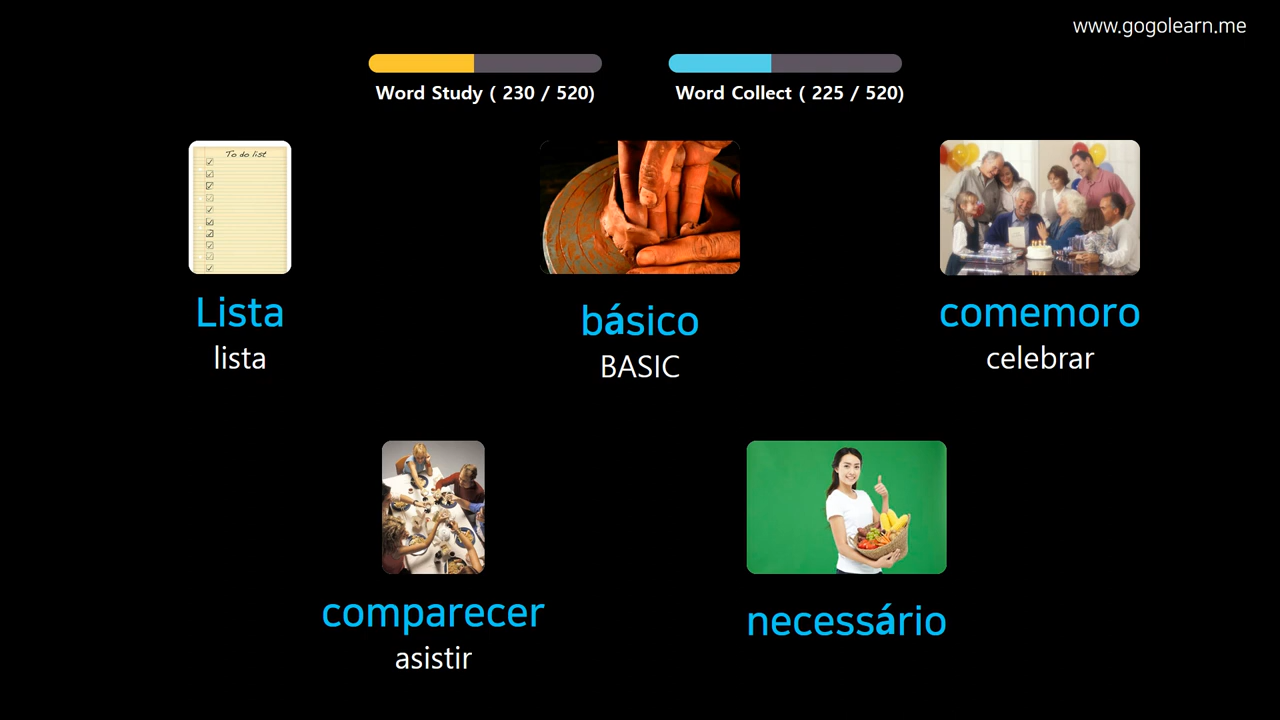 www.gogolearn.me
Word Study ( 230 / 520)
Word Collect ( 225 / 520)
To do list
Lista
lista
básico
BASIC
comemoro
celebrar
comparecer
asistir
necessário